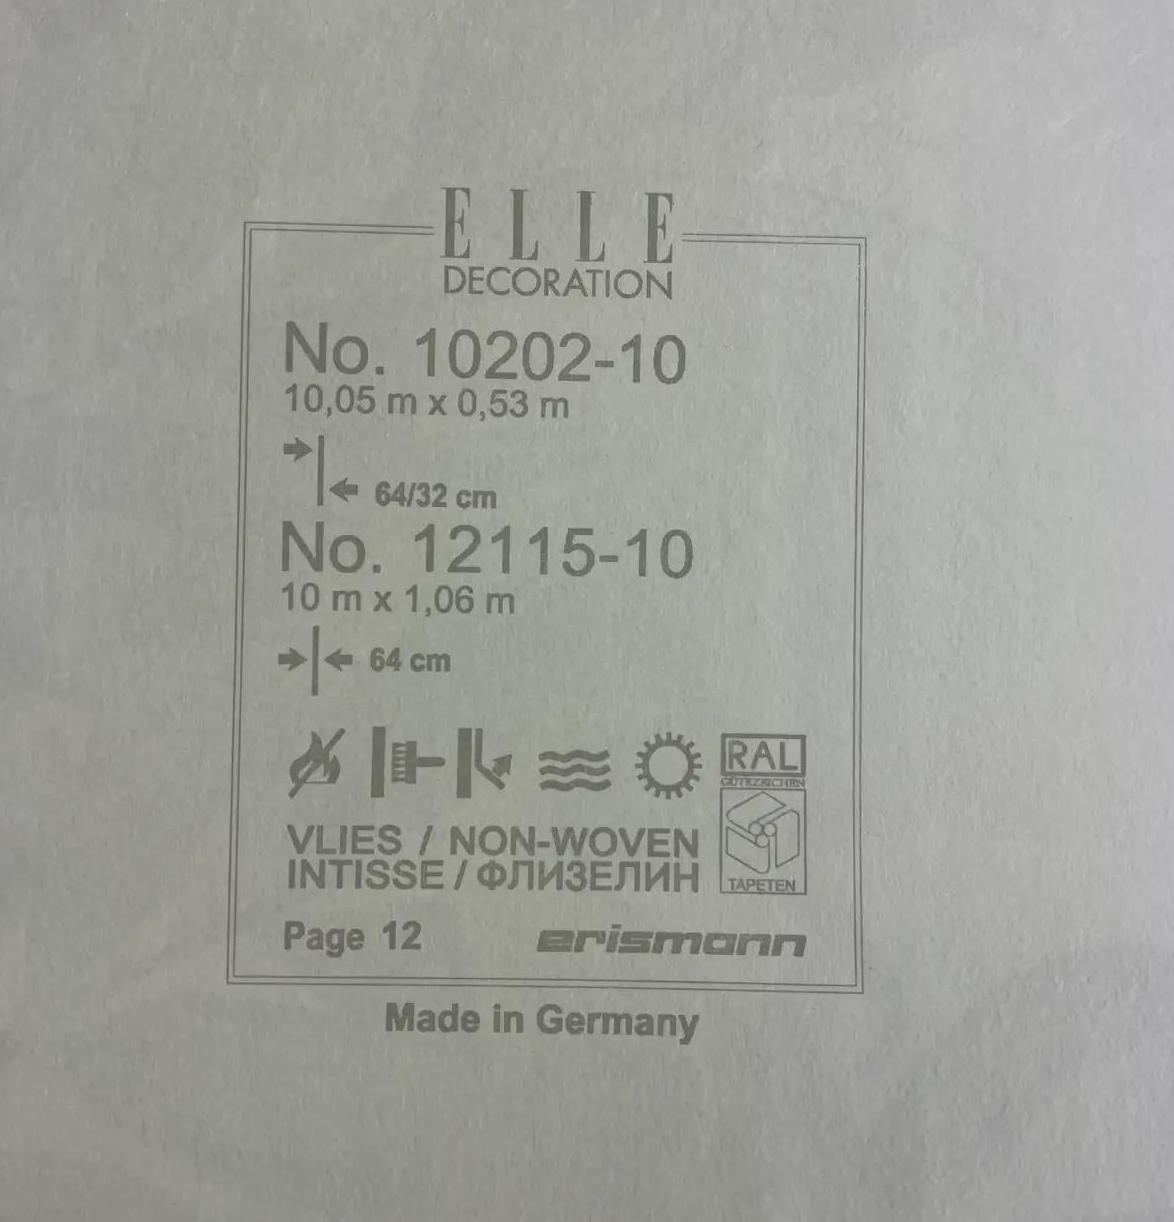 ELLE
DECORATION
No. 10202-10
10,05 m x 0,53 m
64/32 cm
No. 12115-10
10 m x 1,06 m
64 cm
RAL
GÜTEZEICHEN
VLIES / NON-WOVEN
INTISSE / ФЛИЗЕЛИН
TAPETEN
Page 12
erismann
Made in Germany